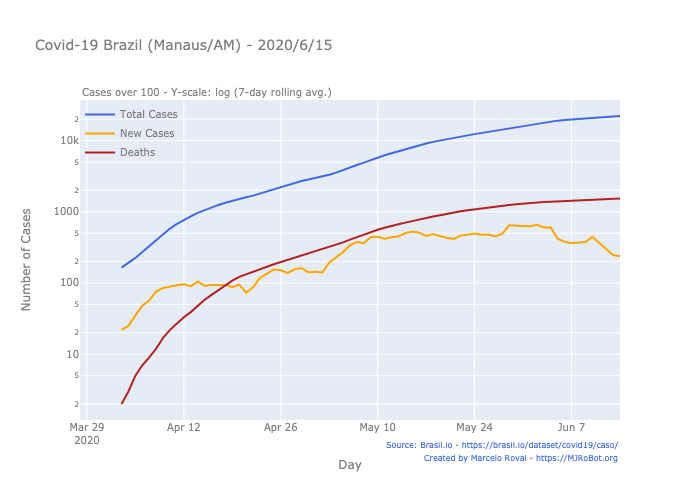 Covid-19 Brazil (Manaus/AM) - 2020/6/15
Cases over 100 - Y-scale: log (7-day rolling avg.)
Total Cases
New Cases
Deaths
2
10k
5
2
1000
5
2
100
5
2
10
5
2
Number of Cases
Mar 29
2020
Apr 12
Apr 26
May 10
May 24
Jun 7
Day
Source: Brasil.io - https://brasil.io/dataset/covid19/caso/
Created by Marcelo Rovai - https://MJRoBot.org